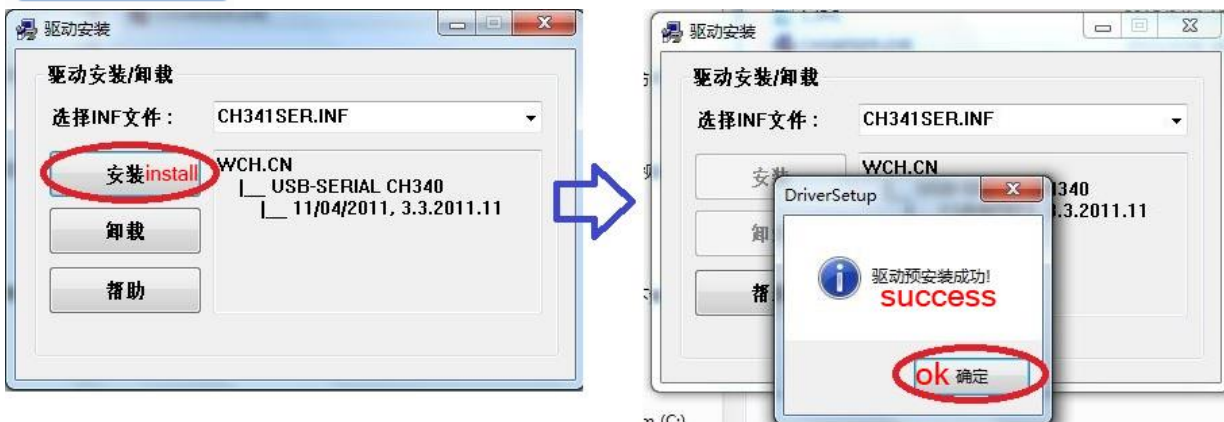 驱动安装
驱动安装/卸载
选择INF文件：
CH341SER.INF
安装install
卸载
帮助
WCH.CN
|__ USB-SERIAL CH340
|__ 11/04/2011, 3.3.2011.11
驱动安装
驱动安装/卸载
选择INF文件：
CH341SER.INF
WCH.CN
340
.3.2011.11
DriverSetup
驱动预安装成功!
success
ok 确定
(C:)